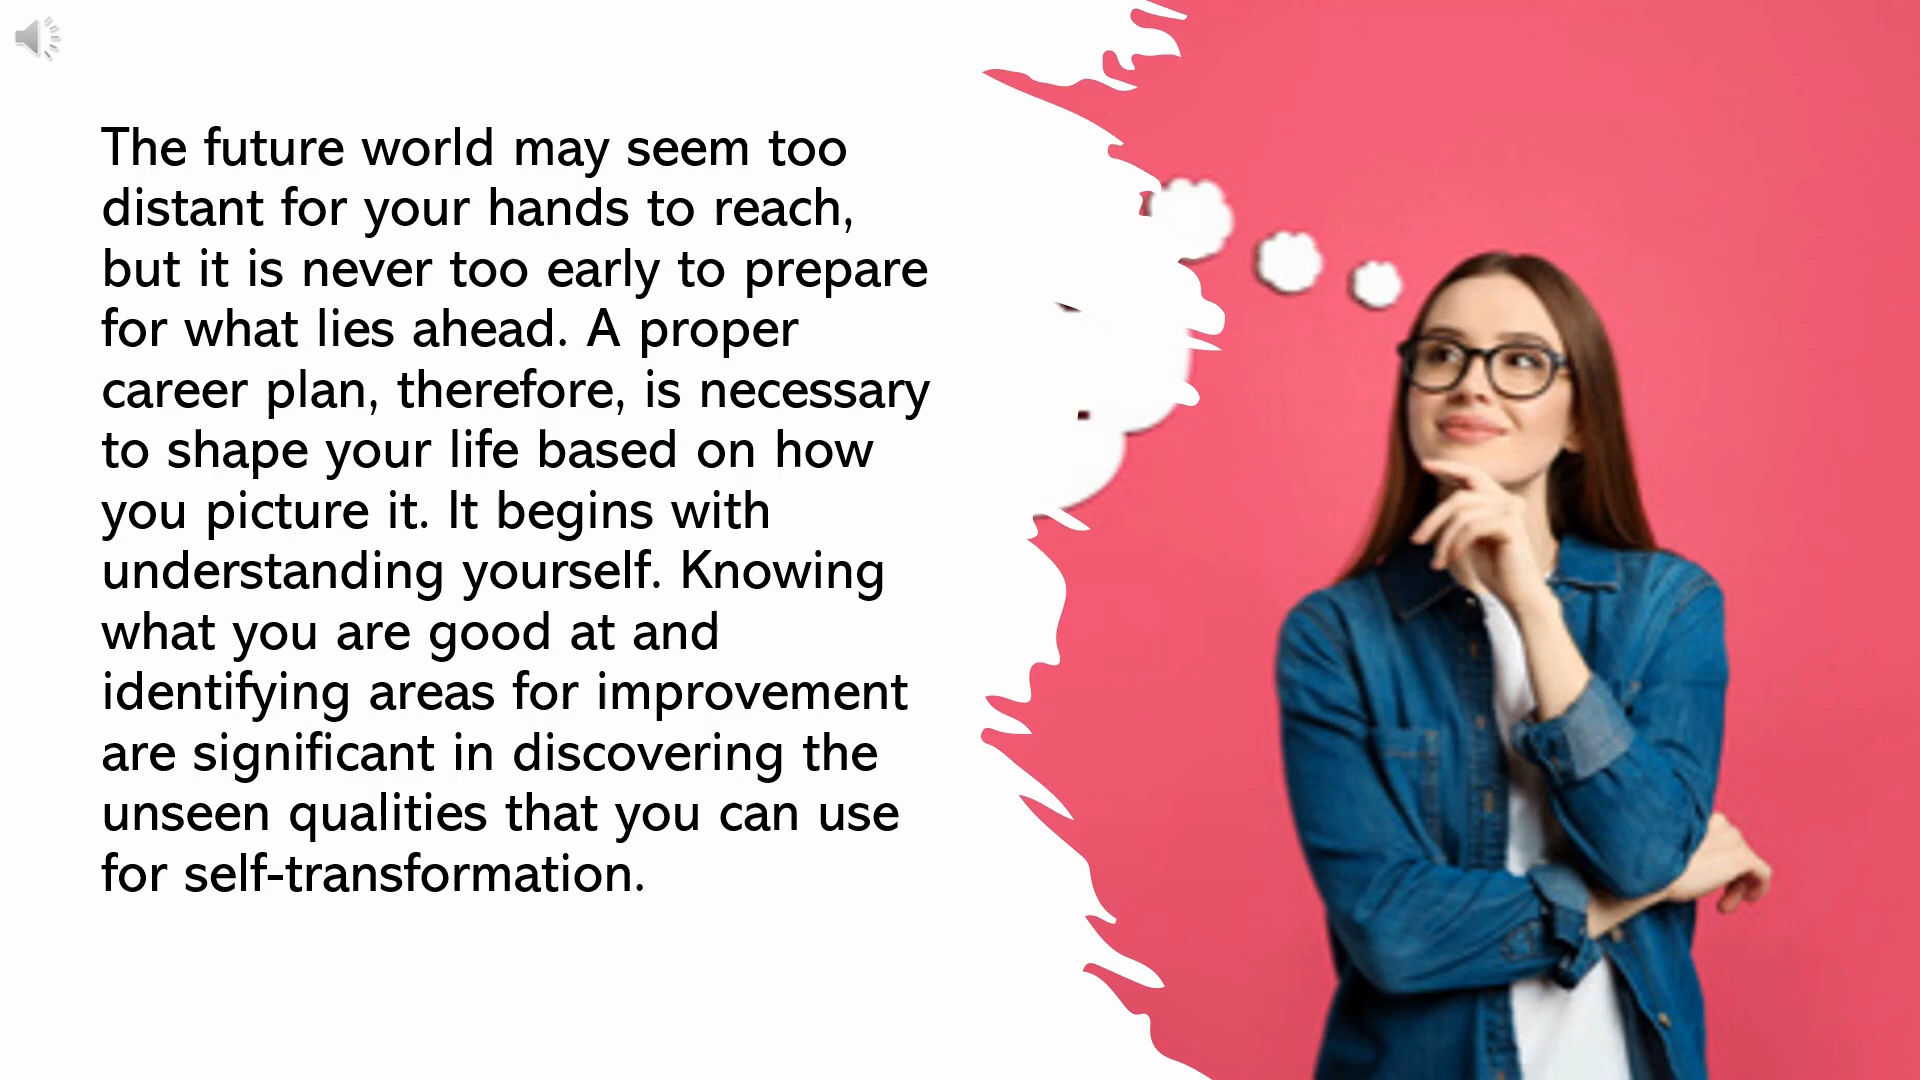 The future world may seem too
distant for your hands to reach,
but it is never too early to prepare
for what lies ahead. A proper
career plan, therefore, is necessary
to shape your life based on how
you picture it. It begins with
understanding yourself. Knowing
what you are good at and
identifying areas for improvement
are significant in discovering the
unseen qualities that you can use
for self-transformation.